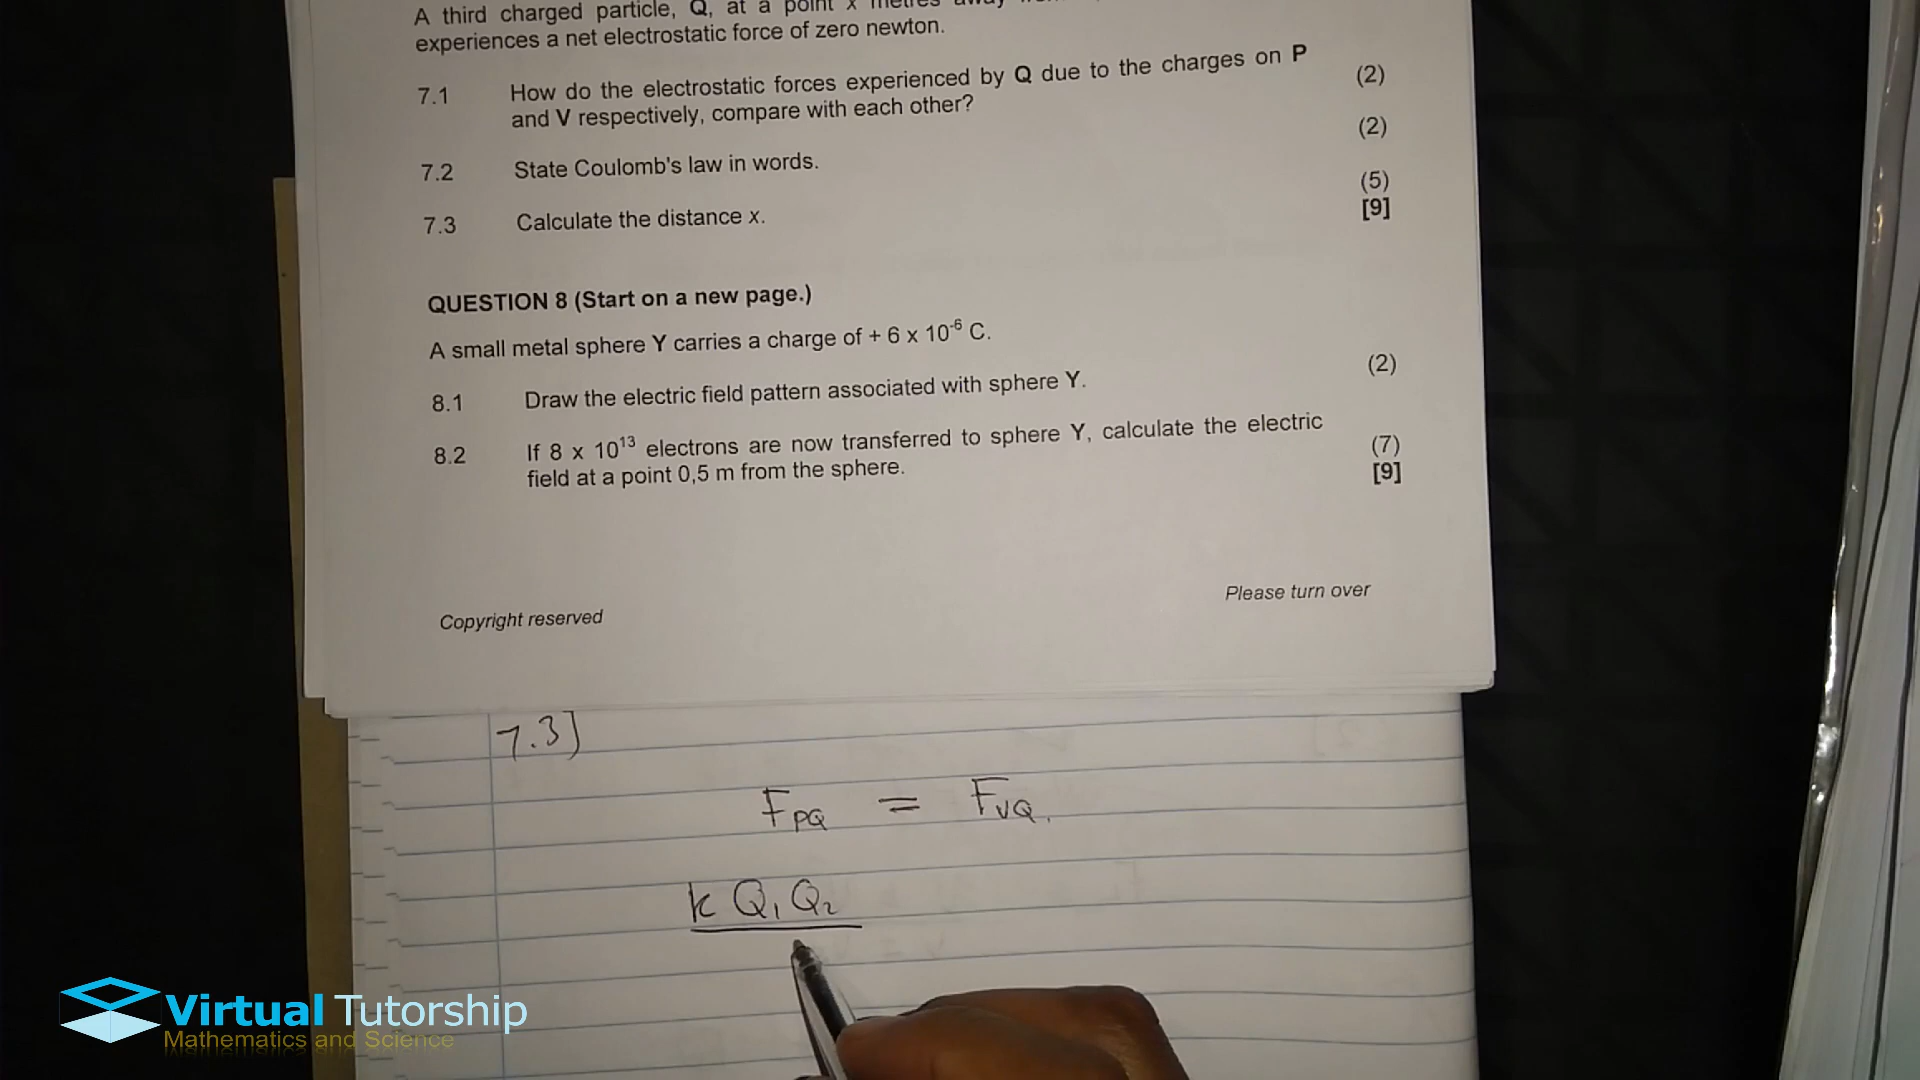 A third charged particle, Q, at a point x metres away
experiences a net electrostatic force of zero newton.
7.1 How do the electrostatic forces experienced by Q due to the charges on P (2)
and V respectively, compare with each other?
7.2 State Coulomb's law in words. (2)
7.3 Calculate the distance x. (5)
[9]
QUESTION 8 (Start on a new page.)
A small metal sphere Y carries a charge of + 6 x 10⁻⁶ C.
8.1 Draw the electric field pattern associated with sphere Y. (2)
8.2 If 8 x 10¹³ electrons are now transferred to sphere Y, calculate the electric
field at a point 0,5 m from the sphere. (7)
[9]
Please turn over
Copyright reserved
7.3]
F_PQ = F_VQ.
k Q₁ Q₂
Virtual Tutorship
Mathematics and Science